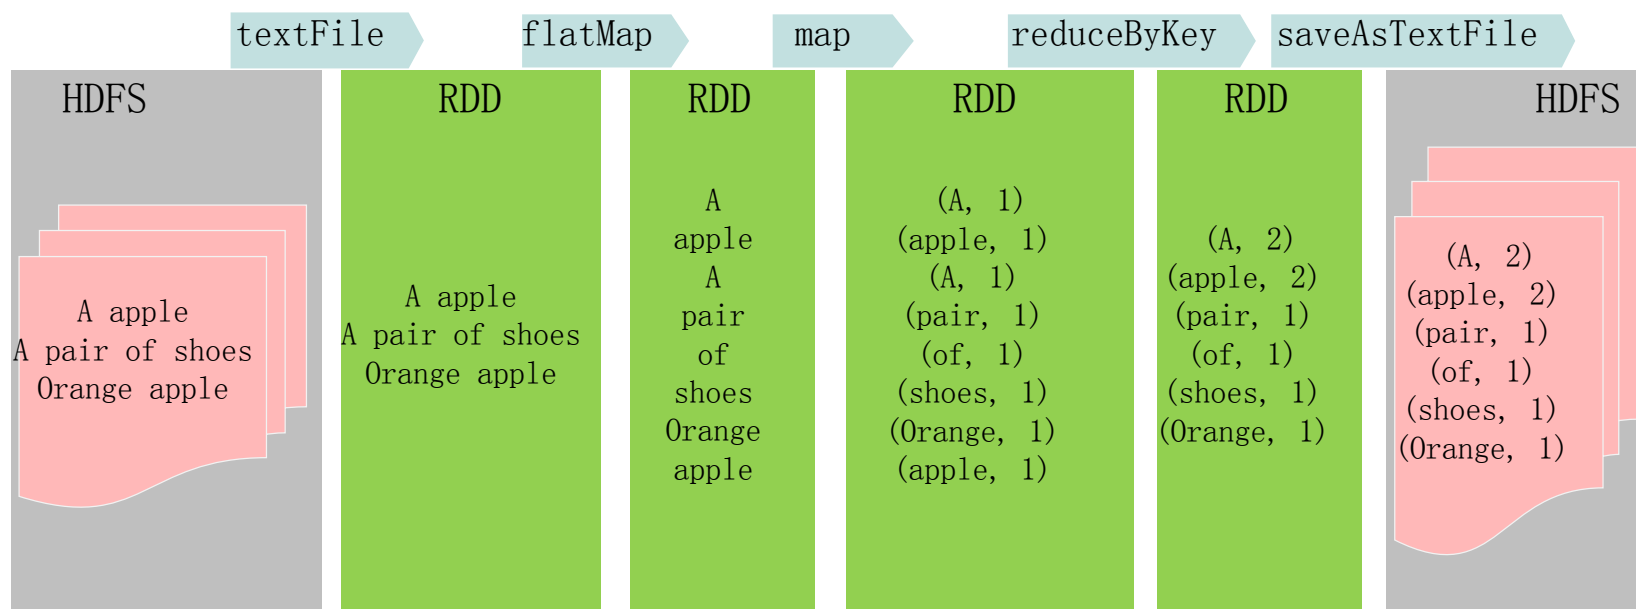 textFile
flatMap
map
reduceByKey
saveAsTextFile
HDFS
A apple
A pair of shoes
Orange apple
RDD
A apple
A pair of shoes
Orange apple
RDD
A
apple
A
pair
of
shoes
Orange
apple
RDD
(A, 1)
(apple, 1)
(A, 1)
(pair, 1)
(of, 1)
(shoes, 1)
(Orange, 1)
(apple, 1)
RDD
(A, 2)
(apple, 2)
(pair, 1)
(of, 1)
(shoes, 1)
(Orange, 1)
HDFS
(A, 2)
(apple, 2)
(pair, 1)
(of, 1)
(shoes, 1)
(Orange, 1)